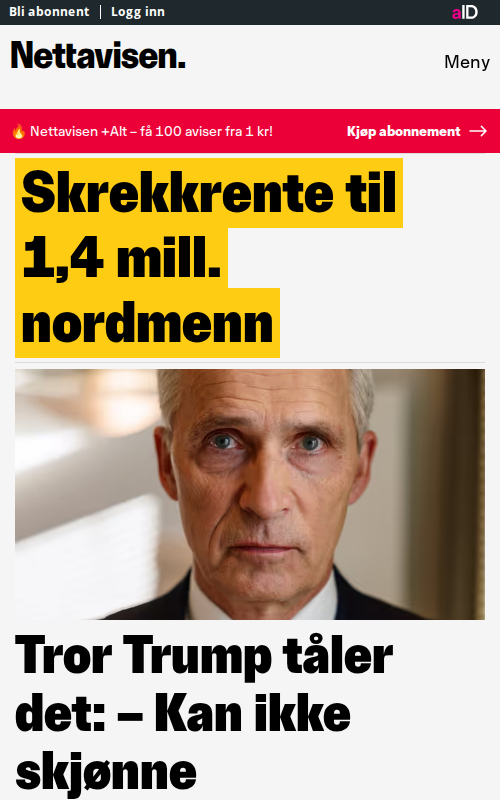 Bli abonnent | Logg inn
aID
Nettavisen.
Meny
🔥 Nettavisen +Alt – få 100 aviser fra 1 kr!
Kjøp abonnement →
Skrekkrente til
1,4 mill.
nordmenn
Tror Trump tåler
det: – Kan ikke
skjønne